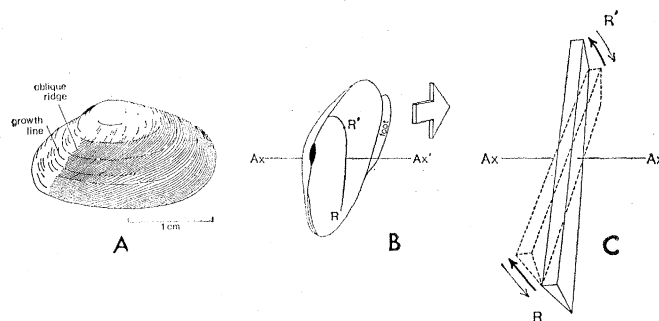 oblique
ridge
growth
line
1 cm
A
Ax
R'
foot
Ax'
R
B
R'
Ax
Ax
R
C